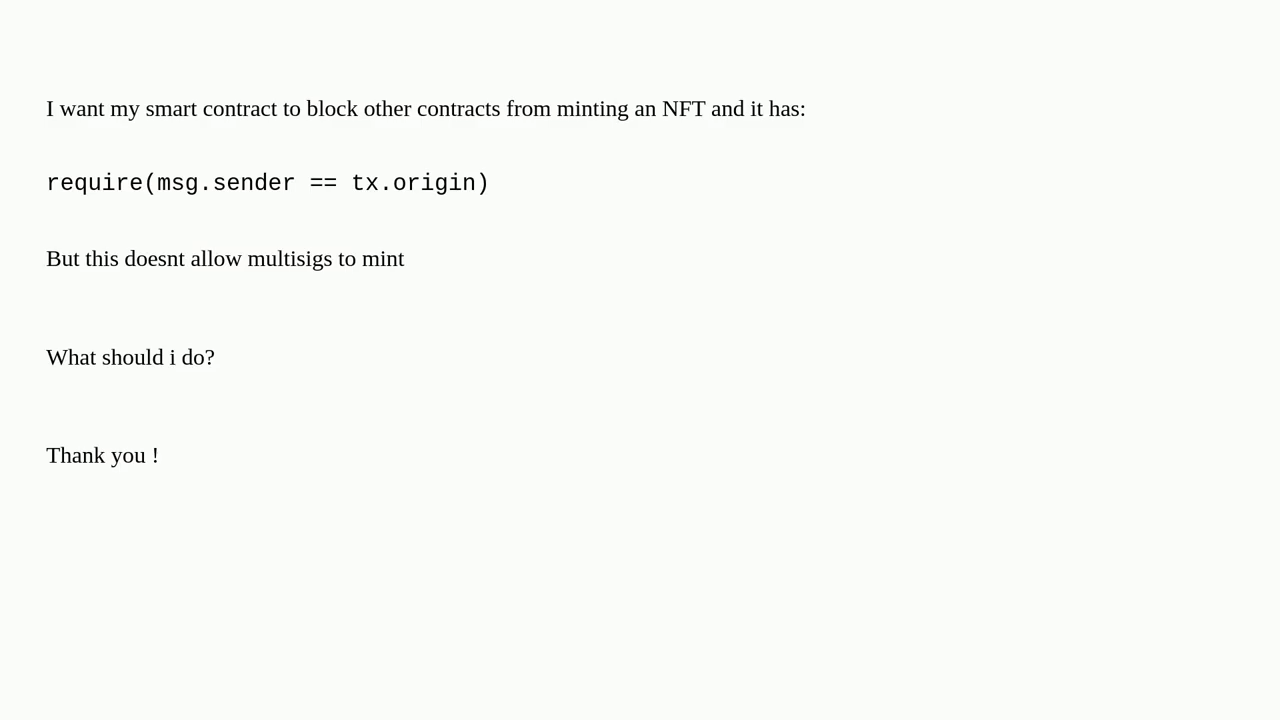 I want my smart contract to block other contracts from minting an NFT and it has:
require(msg.sender == tx.origin)
But this doesnt allow multisigs to mint
What should i do?
Thank you !